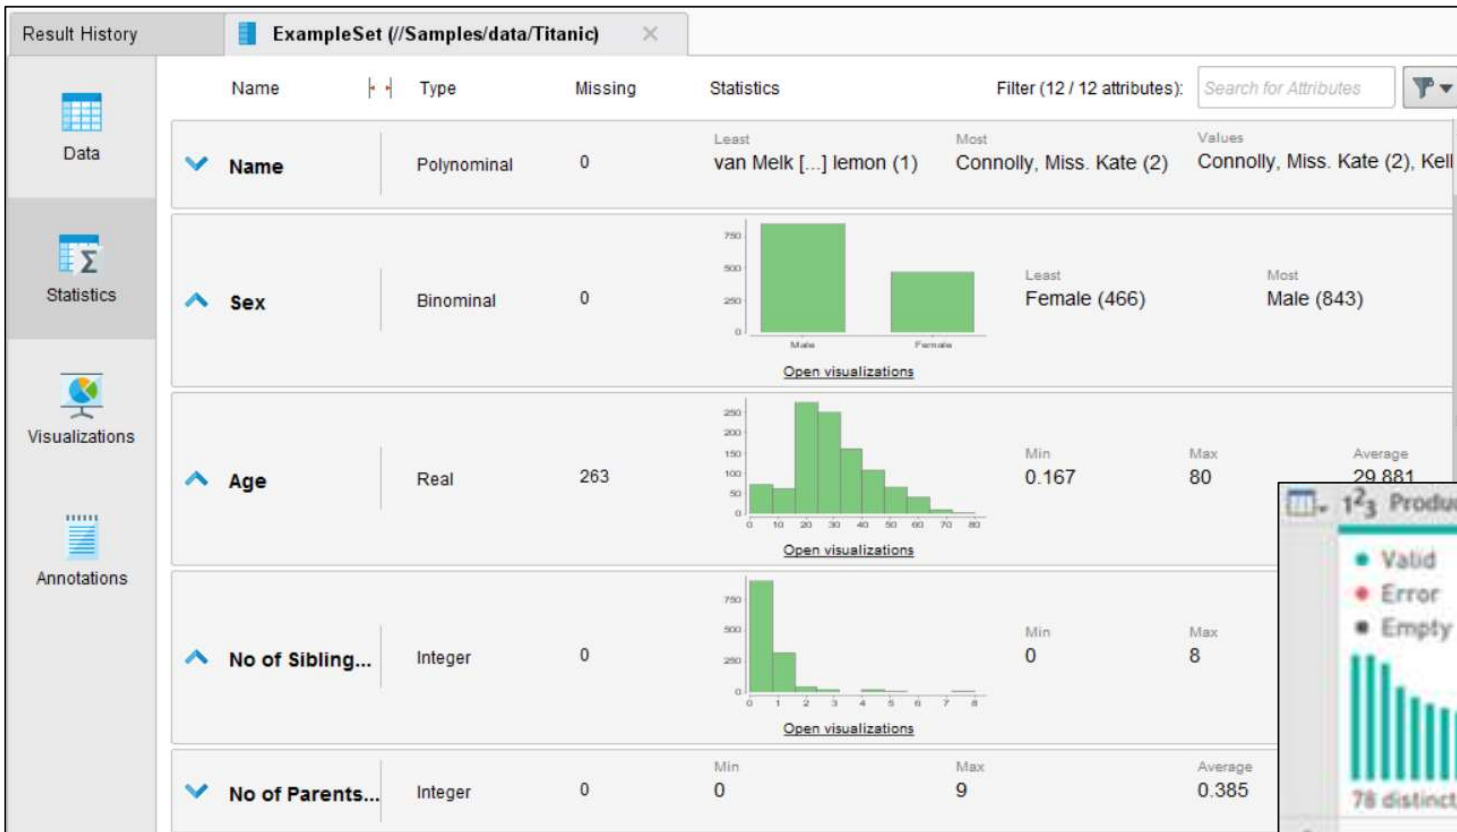 Result History
ExampleSet (//Samples/data/Titanic)
Name Type Missing Statistics Filter (12 / 12 attributes): Search for Attributes
Data
Statistics
Visualizations
Annotations
Name Polynominal 0
Least
van Melk [...] lemon (1)
Most
Connolly, Miss. Kate (2)
Values
Connolly, Miss. Kate (2), Kell
Sex Binominal 0
750
500
250
0
Male Female
Open visualizations
Least
Female (466)
Most
Male (843)
Age Real 263
250
200
150
100
50
0
0 10 20 30 40 50 60 70 80
Open visualizations
Min
0.167
Max
80
Average
29.881
No of Sibling... Integer 0
750
500
250
0
0 1 2 3 4 5 6 7 8
Open visualizations
Min
0
Max
8
No of Parents... Integer 0
Min
0
Max
9
Average
0.385
123 Produ
Valid
Error
Empty
78 distinct